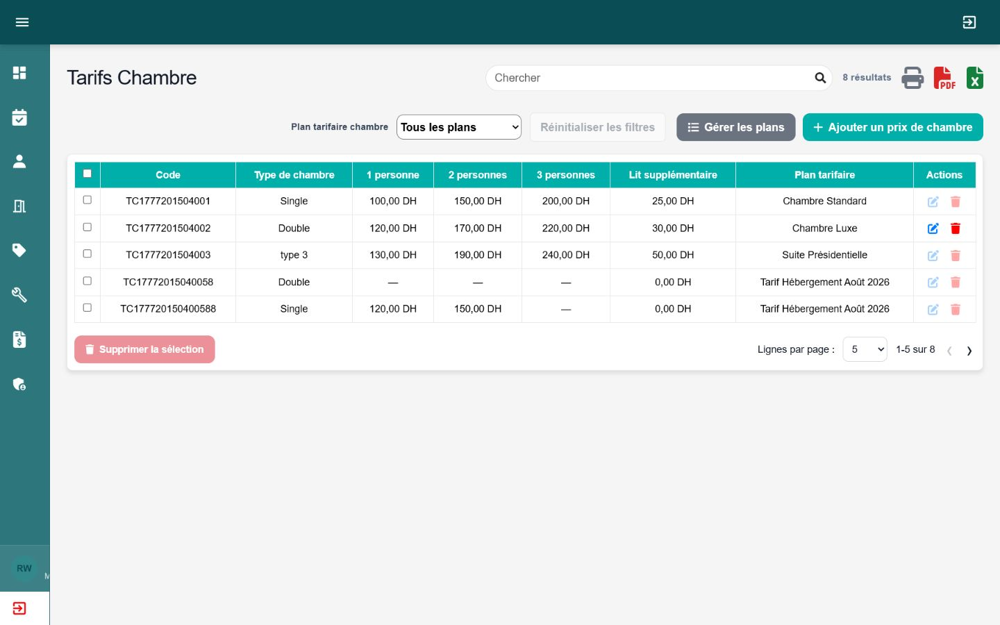 Tarifs Chambre
Chercher
8 résultats
PDF
X
Plan tarifaire chambre
Tous les plans
Réinitialiser les filtres
Gérer les plans
Ajouter un prix de chambre
Code Type de chambre 1 personne 2 personnes 3 personnes Lit supplémentaire Plan tarifaire Actions
TC1777201504001 Single 100,00 DH 150,00 DH 200,00 DH 25,00 DH Chambre Standard
TC1777201504002 Double 120,00 DH 170,00 DH 220,00 DH 30,00 DH Chambre Luxe
TC1777201504003 type 3 130,00 DH 190,00 DH 240,00 DH 50,00 DH Suite Présidentielle
TC17772015040058 Double — — — 0,00 DH Tarif Hébergement Août 2026
TC177720150400588 Single 120,00 DH 150,00 DH — 0,00 DH Tarif Hébergement Août 2026
Supprimer la sélection
Lignes par page : 5 1-5 sur 8
RW
M